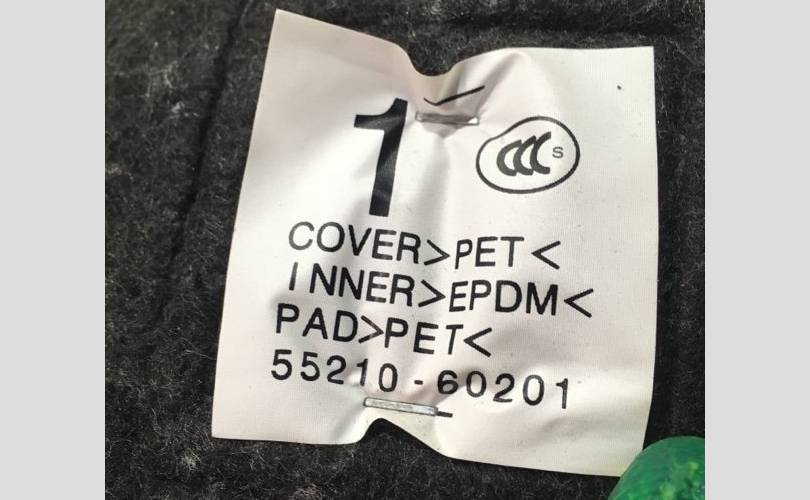 1
CCC S
COVER>PET<
INNER>EPDM<
PAD>PET<
55210-60201